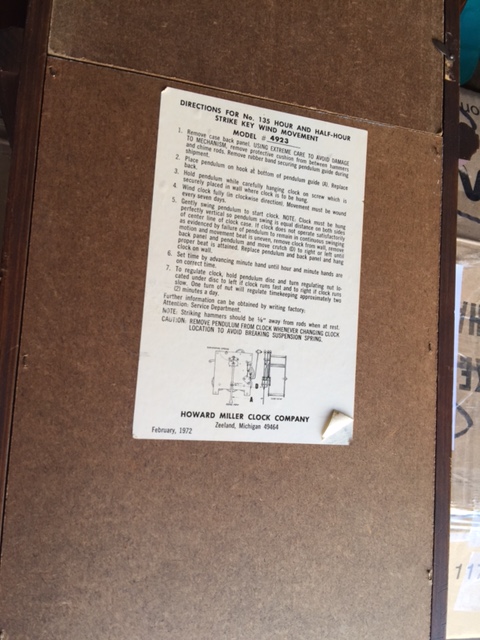 DIRECTIONS FOR No. 135 HOUR AND HALF-HOUR
STRIKE KEY WIND MOVEMENT
MODEL # 4923
1. Remove case back panel. USING EXTREME CARE TO AVOID DAMAGE
TO MECHANISM, remove protective cushion from between hammers
and chime rods. Remove rubber band securing pendulum guide during
shipment.
2. Place pendulum on hook at bottom of pendulum guide (A). Replace
back.
3. Hold pendulum while carefully hanging clock on screw which is
securely placed in wall where clock is to be hung.
4. Wind clock fully (in clockwise direction). Movement must be wound
every seven days.
5. Gently swing pendulum to start clock. NOTE: Clock must be hung
perfectly vertical so pendulum swing is equal distance on both sides
of center line of clock case. If clock does not operate satisfactorily
as evidenced by failure of pendulum to remain in continuous swinging
motion and movement beat is uneven, remove clock from wall, remove
back panel and pendulum and move crutch (D) to right or left until
proper beat is attained. Replace pendulum and back panel and hang
clock on wall.
6. Set time by advancing minute hand until hour and minute hands are
on correct time.
7. To regulate clock, hold pendulum disc and turn regulating nut lo-
cated under disc to left if clock runs fast and to right if clock runs
slow. One turn of nut will regulate timekeeping approximately two
(2) minutes a day.
Further information can be obtained by writing factory.
Attention: Service Department.
NOTE: Striking hammers should be ⅛" away from rods when at rest.
CAUTION: REMOVE PENDULUM FROM CLOCK WHENEVER CHANGING CLOCK
LOCATION TO AVOID BREAKING SUSPENSION SPRING.
HOWARD MILLER CLOCK COMPANY
Zeeland, Michigan 49464
February, 1972